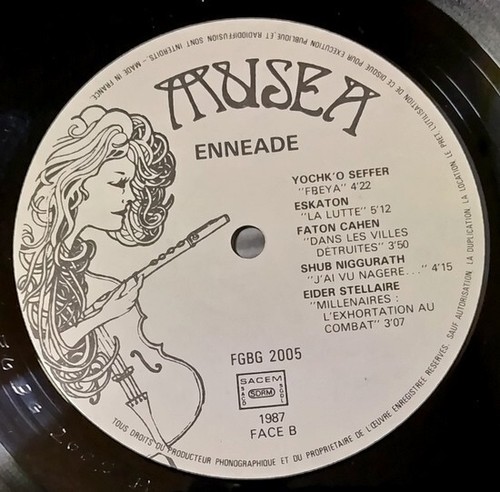 MUSEA
ENNEADE
YOCHK'O SEFFER
"FBEYA" 4'22
ESKATON
"LA LUTTE" 5'12
FATON CAHEN
"DANS LES VILLES
DÉTRUITES" 3'50
SHUB NIGGURATH
"J'AI VU NAGERE..." 4'15
EIDER STELLAIRE
"MILLENAIRES :
L'EXHORTATION AU
COMBAT" 3'07
FGBG 2005
SACEM
SDRM
SACD
SGDL
1987
FACE B
TOUS DROITS DU PRODUCTEUR PHONOGRAPHIQUE ET DU PROPRIETAIRE DE L'ŒUVRE ENREGISTREE RESERVES. SAUF AUTORISATION, LA DUPLICATION, LA LOCATION, LE PRET, L'UTILISATION DE CE DISQUE POUR EXECUTION PUBLIQUE ET RADIODIFFUSION SONT INTERDITS - MADE IN FRANCE.